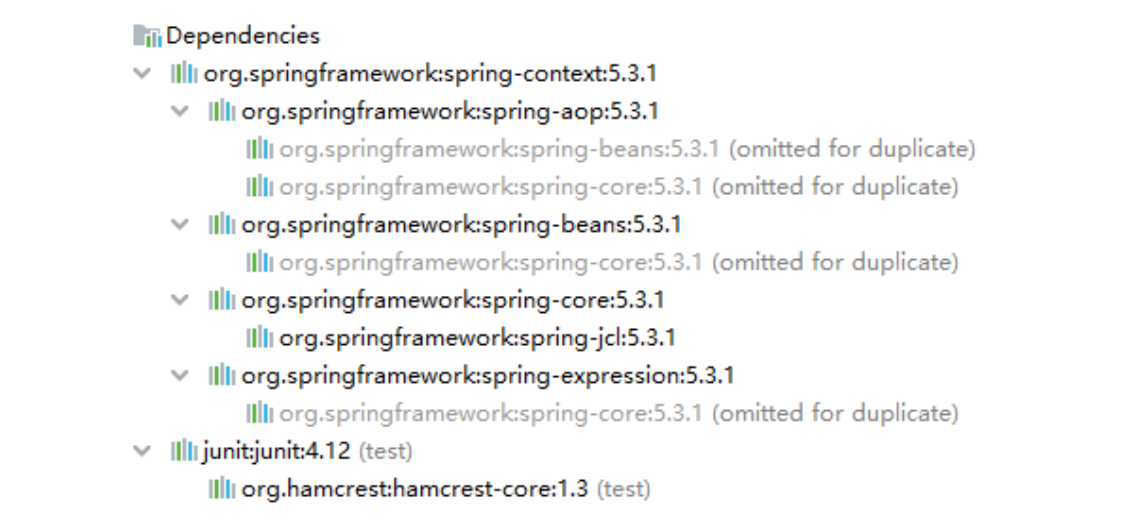 Dependencies
org.springframework:spring-context:5.3.1
org.springframework:spring-aop:5.3.1
org.springframework:spring-beans:5.3.1 (omitted for duplicate)
org.springframework:spring-core:5.3.1 (omitted for duplicate)
org.springframework:spring-beans:5.3.1
org.springframework:spring-core:5.3.1 (omitted for duplicate)
org.springframework:spring-core:5.3.1
org.springframework:spring-jcl:5.3.1
org.springframework:spring-expression:5.3.1
org.springframework:spring-core:5.3.1 (omitted for duplicate)
junit:junit:4.12 (test)
org.hamcrest:hamcrest-core:1.3 (test)